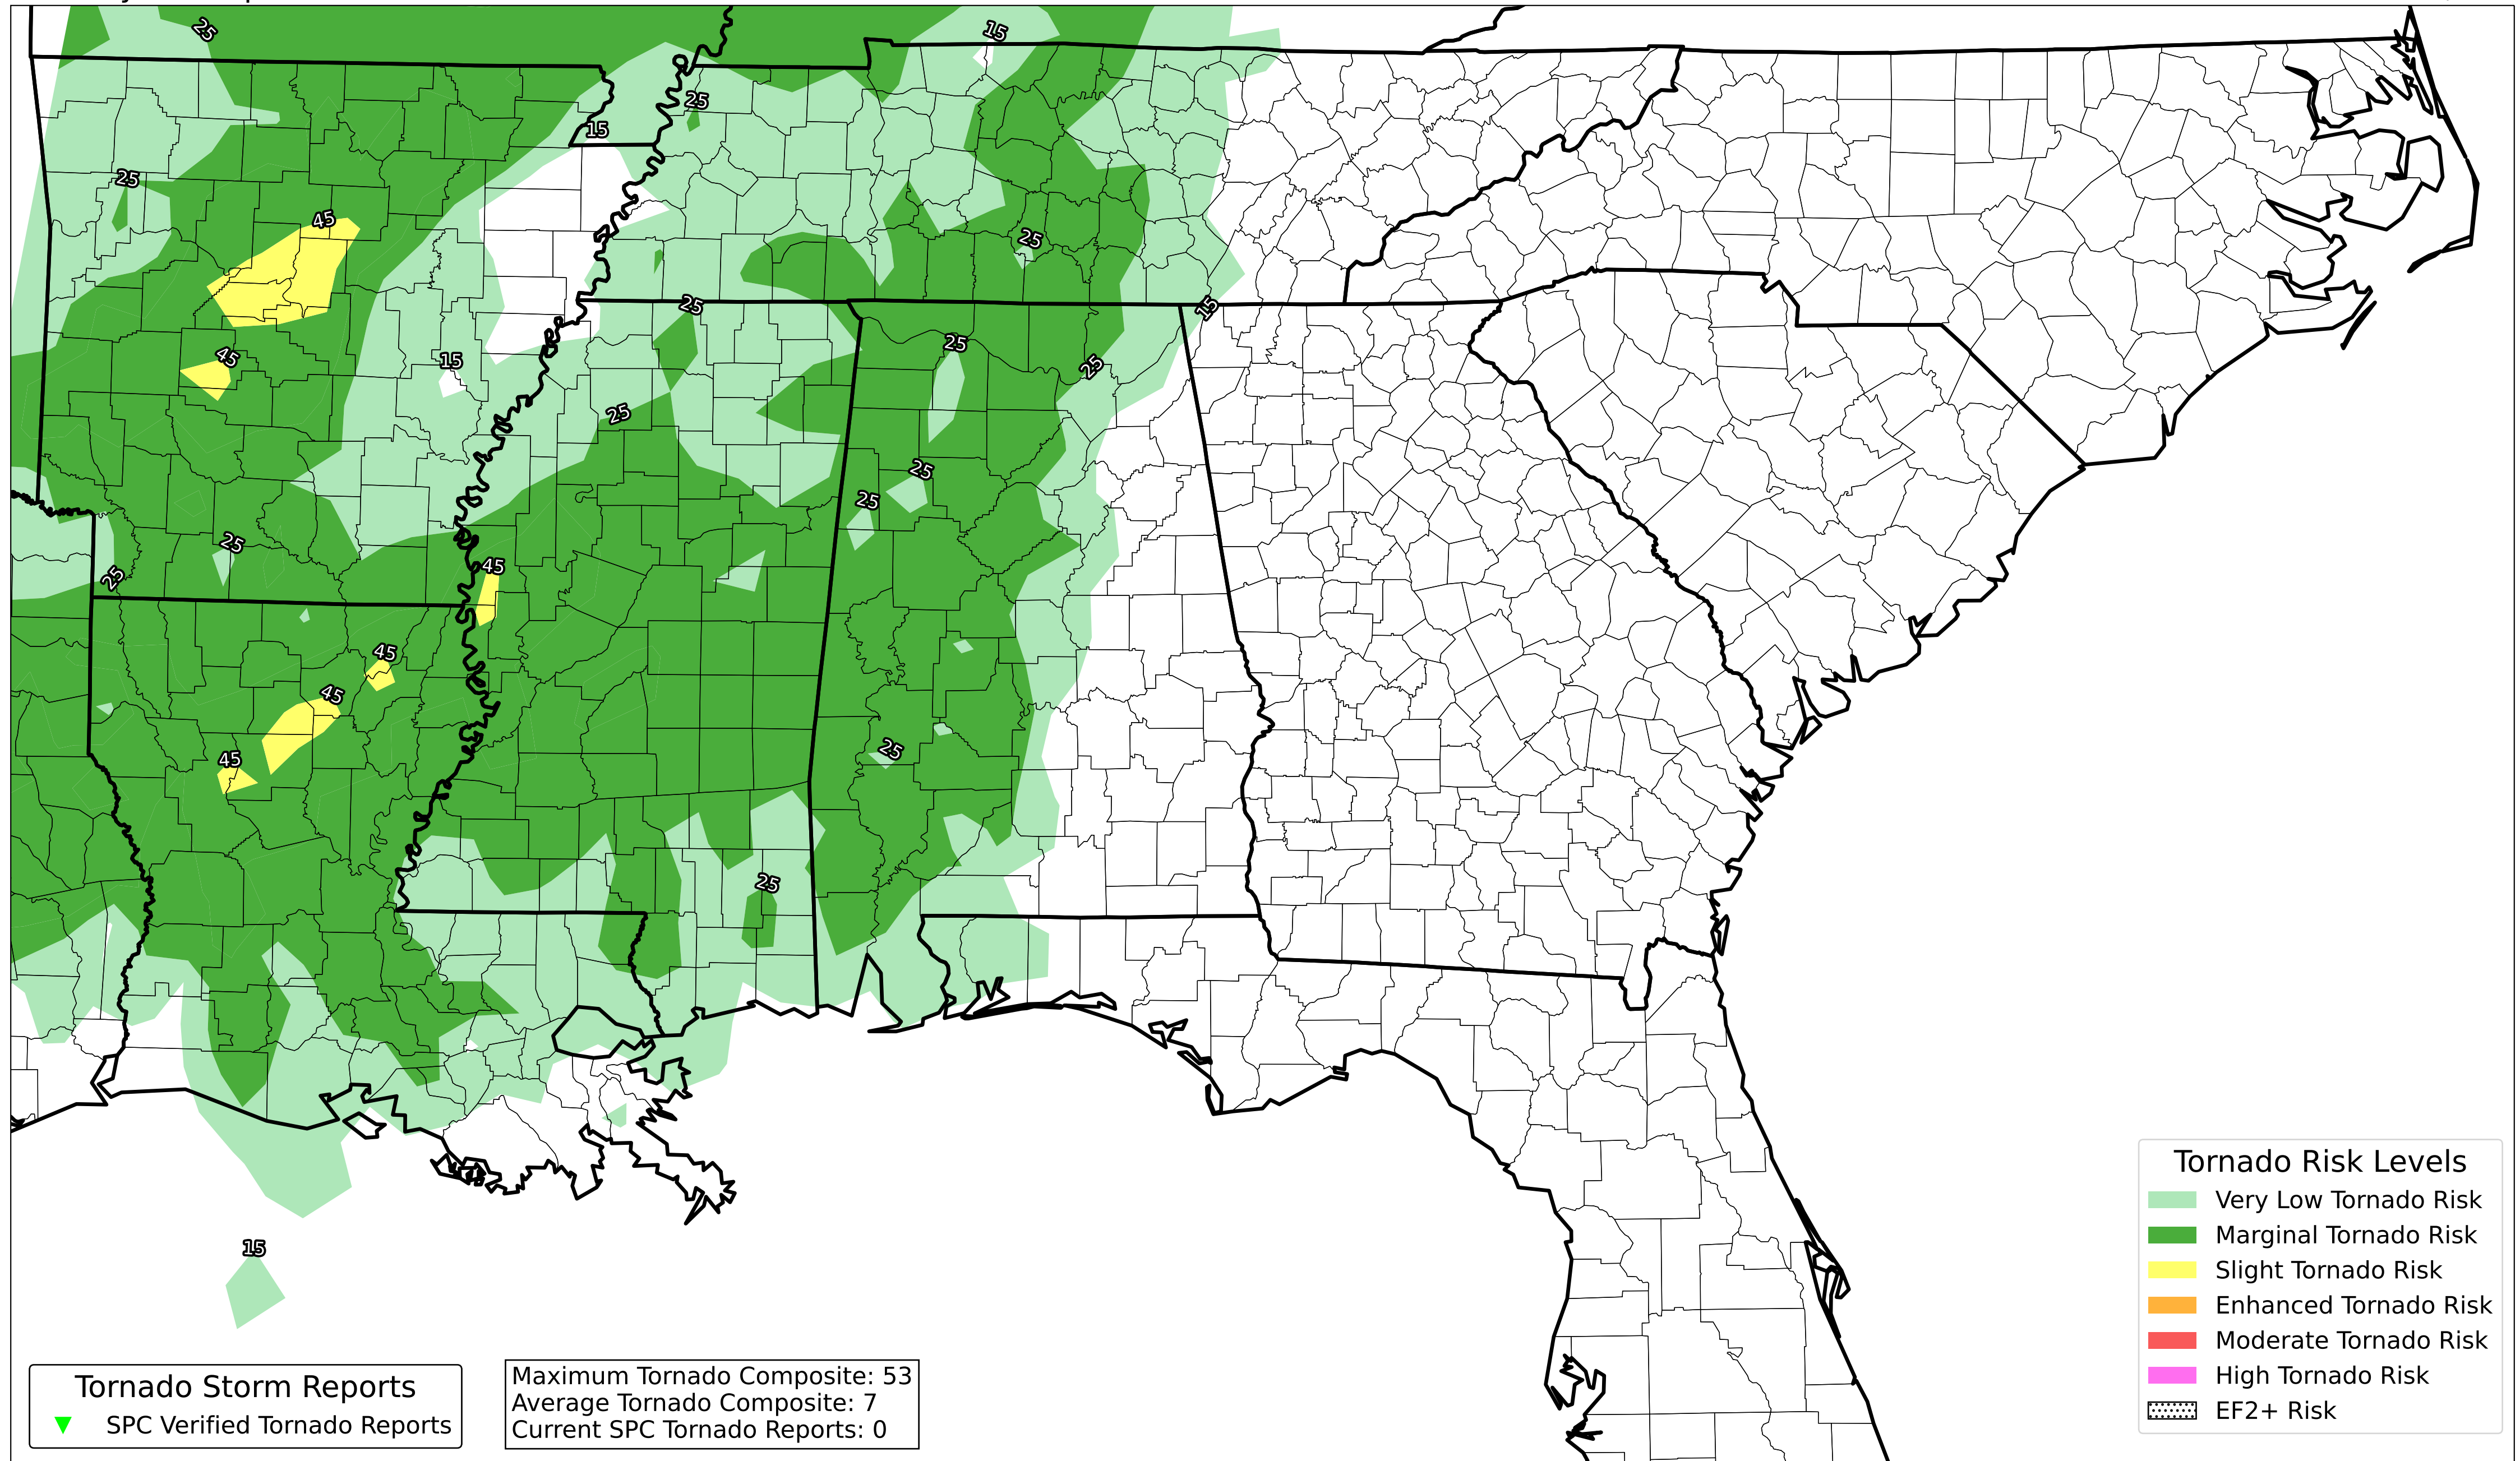 25
15
25
15
25
45
25
15
25
25
45
15
25
25
25
25
25
45
25
45
45
25
45
25
15
Tornado Risk Levels
Very Low Tornado Risk
Marginal Tornado Risk
Slight Tornado Risk
Enhanced Tornado Risk
Moderate Tornado Risk
High Tornado Risk
EF2+ Risk
Tornado Storm Reports
SPC Verified Tornado Reports
Maximum Tornado Composite: 53
Average Tornado Composite: 7
Current SPC Tornado Reports: 0